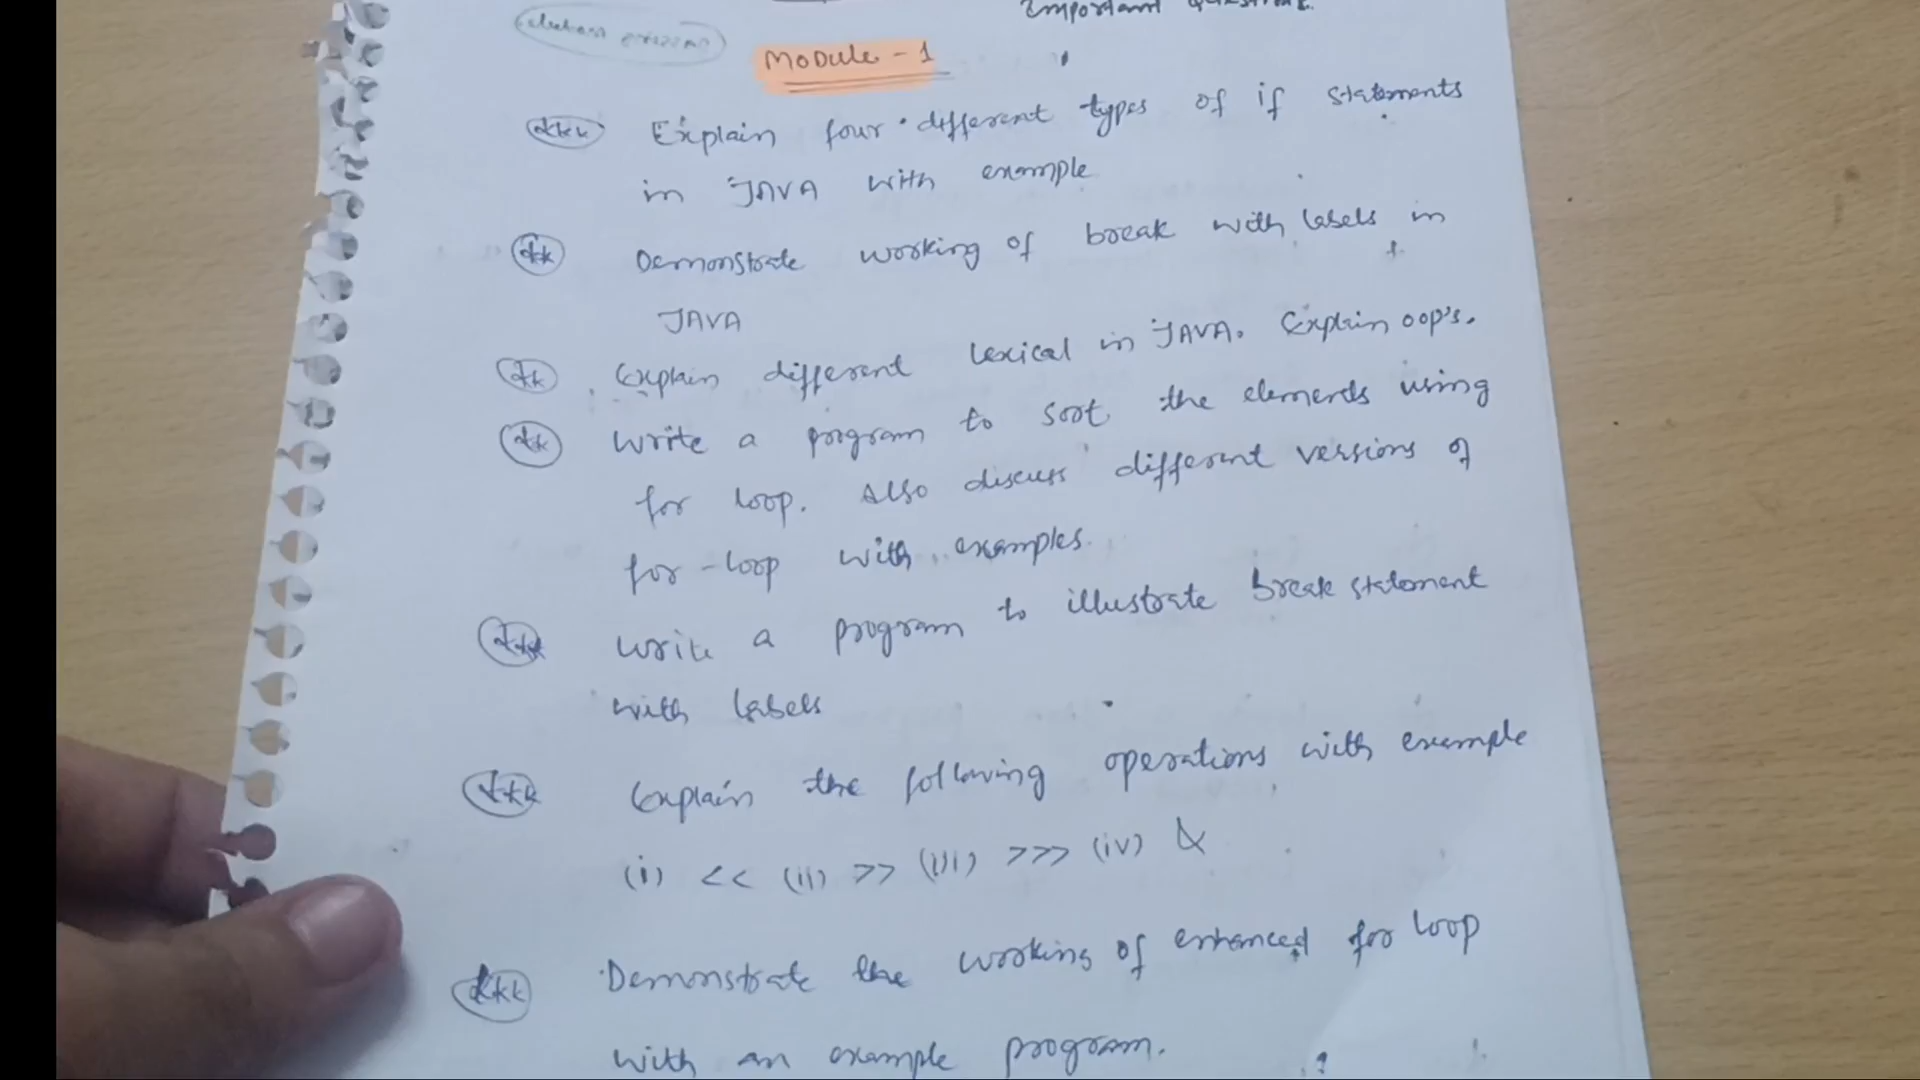 Important Questions.
Module - 1
Explain four different types of if statements
in JAVA with example
Demonstrate working of break with labels in
JAVA
Explain different lexical in JAVA. Explain oop's.
Write a program to sort the elements using
for loop. Also discuss different versions of
for-loop with examples.
Write a program to illustrate break statement
with labels
Explain the following operations with example
(i) << (ii) >> (iii) >>> (iv) &
Demonstrate the working of enhanced for loop
with an example program.